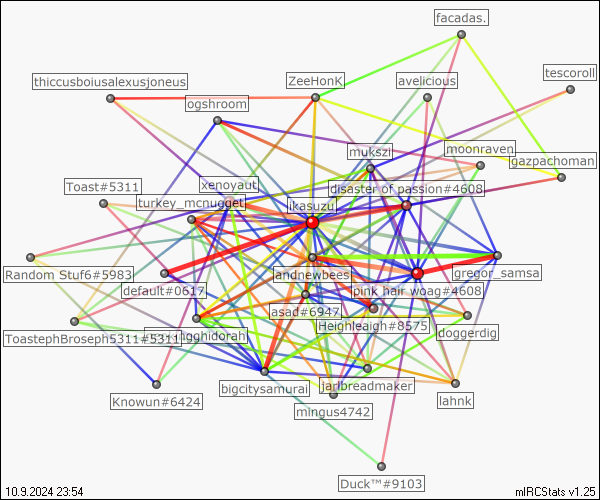 facadas.
thiccusboiusalexusjoneus
ZeeHonK
avelicious
tescoroll
ogshroom
mukszi
moonraven
gazpachoman
Toast#5311
xenoyaut
disaster of passion#4608
turkey_mcnugget
ikasuzu
Random Stuf6#5983
default#0617
andnewbees
pink hair woag#4608
gregor_samsa
asad#6947
ToastephBroseph5311#5311
gghidorah
Heighleaigh#8575
doggerdig
bigcitysamurai
jarlbreadmaker
Knowun#6424
mingus4742
lahnk
Duck™#9103
10.9.2024 23:54
mIRCStats v1.25